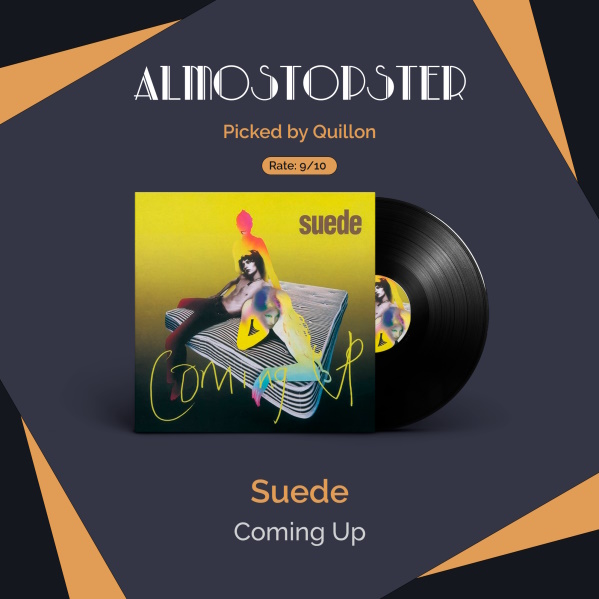 ALMOSTOPSTER
Picked by Quillon
Rate: 9/10
suede
Coming Up
Suede
Coming Up